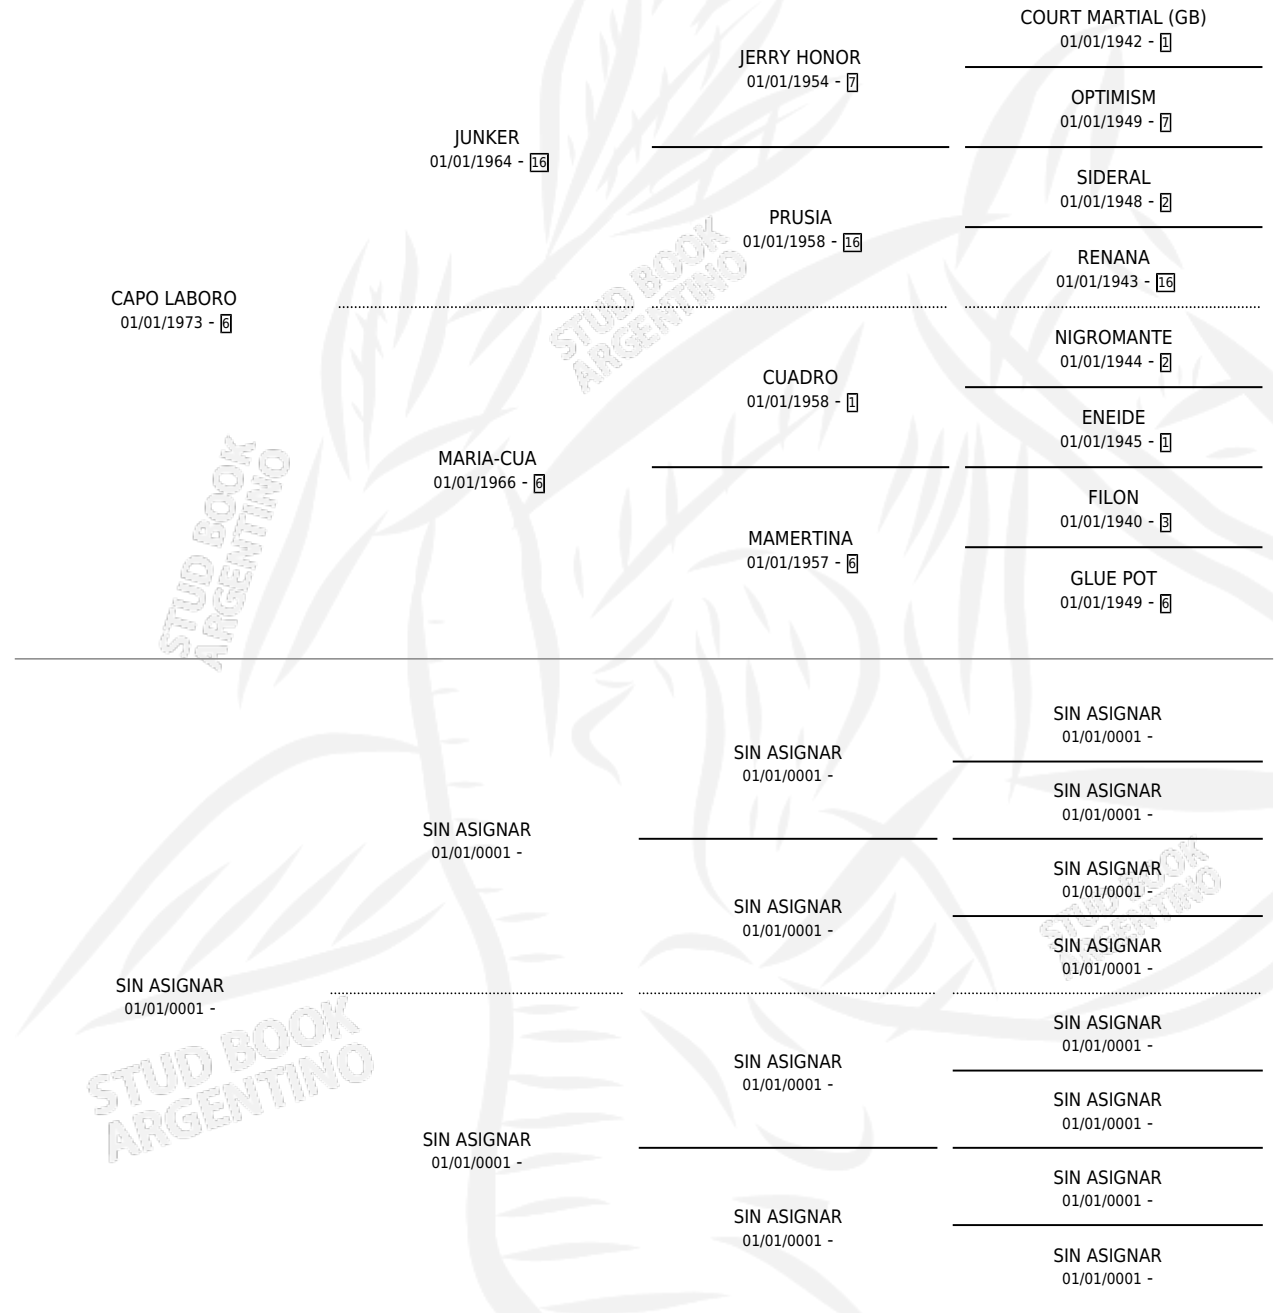 COURT MARTIAL (GB)
01/01/1942 - 1
JERRY HONOR
01/01/1954 - 7
OPTIMISM
01/01/1949 - 7
JUNKER
01/01/1964 - 16
SIDERAL
01/01/1948 - 2
PRUSIA
01/01/1958 - 16
RENANA
01/01/1943 - 16
CAPO LABORO
01/01/1973 - 6
NIGROMANTE
01/01/1944 - 2
CUADRO
01/01/1958 - 1
ENEIDE
01/01/1945 - 1
MARIA-CUA
01/01/1966 - 6
FILON
01/01/1940 - 3
MAMERTINA
01/01/1957 - 6
GLUE POT
01/01/1949 - 6
STUD BOOK
ARGENTINO
STUD BOOK
ARGENTINO
SIN ASIGNAR
01/01/0001 -
SIN ASIGNAR
01/01/0001 -
SIN ASIGNAR
01/01/0001 -
SIN ASIGNAR
01/01/0001 -
SIN ASIGNAR
01/01/0001 -
SIN ASIGNAR
01/01/0001 -
SIN ASIGNAR
01/01/0001 -
SIN ASIGNAR
01/01/0001 -
SIN ASIGNAR
01/01/0001 -
SIN ASIGNAR
01/01/0001 -
SIN ASIGNAR
01/01/0001 -
SIN ASIGNAR
01/01/0001 -
SIN ASIGNAR
01/01/0001 -
SIN ASIGNAR
01/01/0001 -
SIN ASIGNAR
01/01/0001 -
STUD BOOK
ARGENTINO
STUD BOOK
ARGENTINO